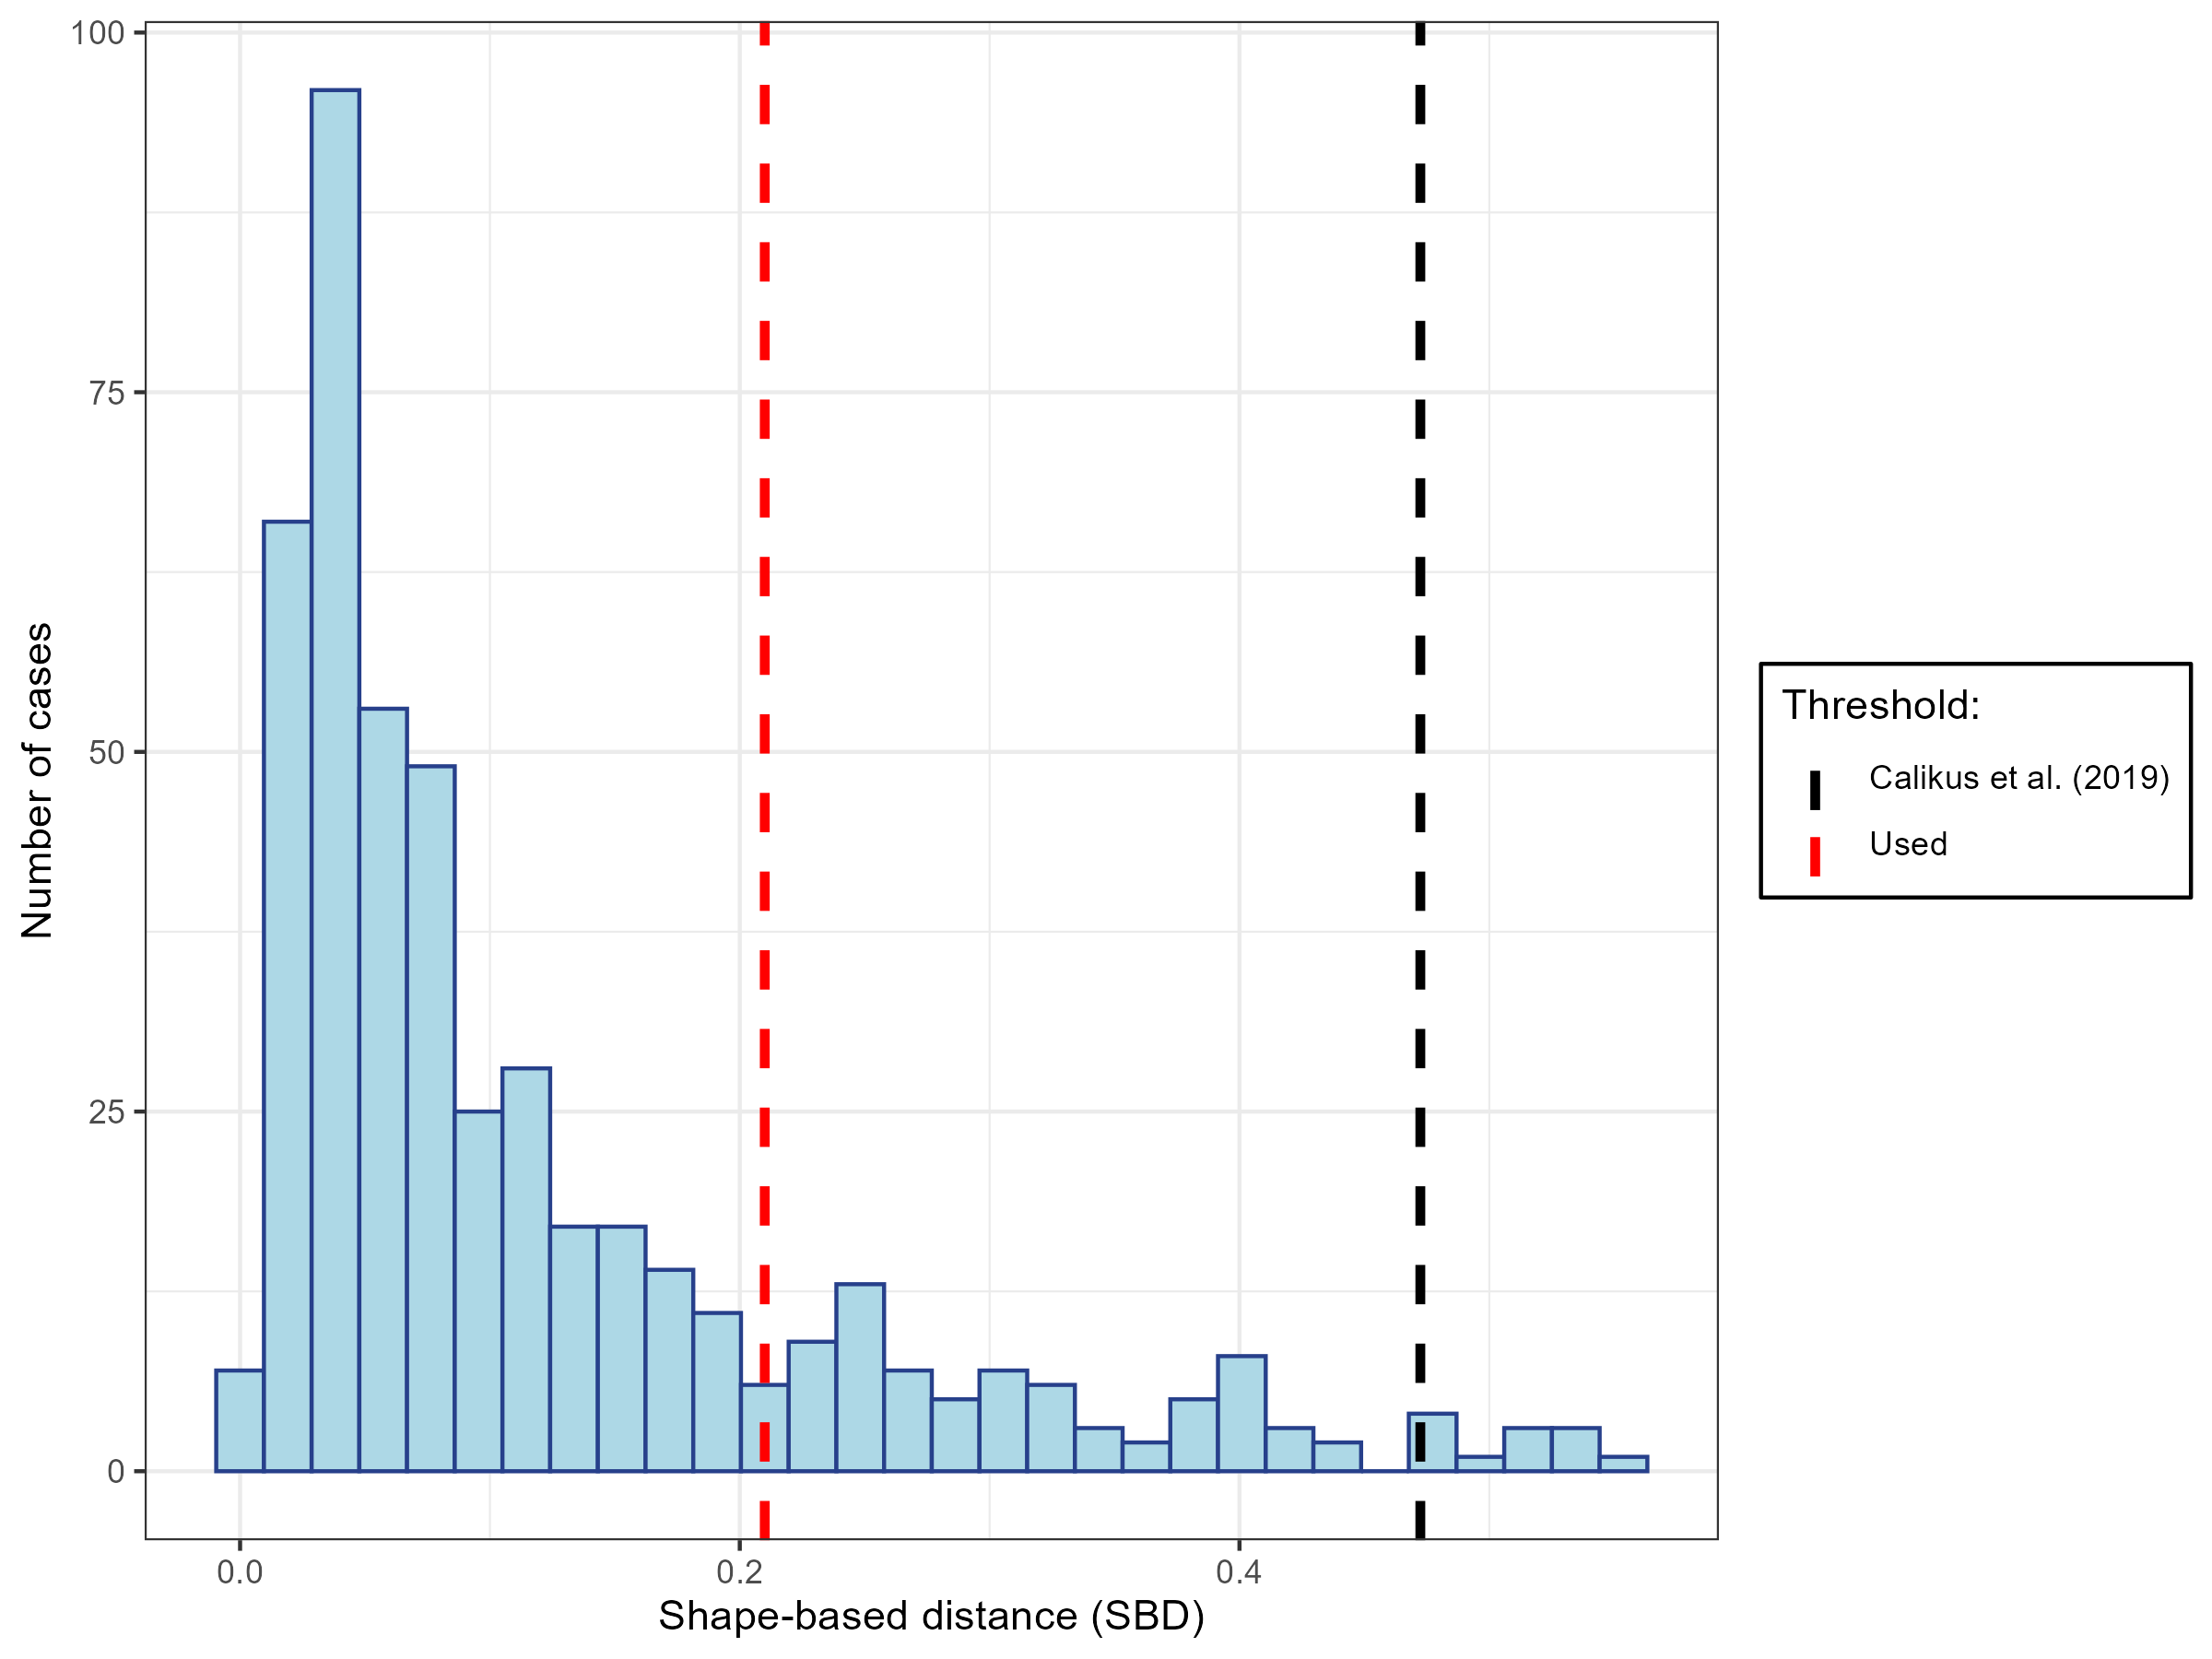 100
75
50
25
0
Number of cases
0.0
0.2
0.4
Shape-based distance (SBD)
Threshold:
Calikus et al. (2019)
Used